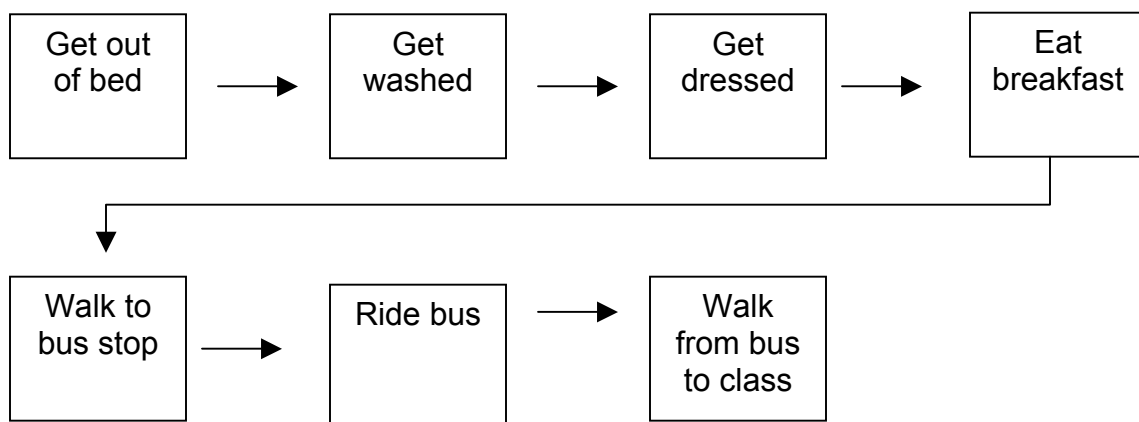 Get out
of bed
Get
washed
Get
dressed
Eat
breakfast
Walk to
bus stop
Ride bus
Walk
from bus
to class